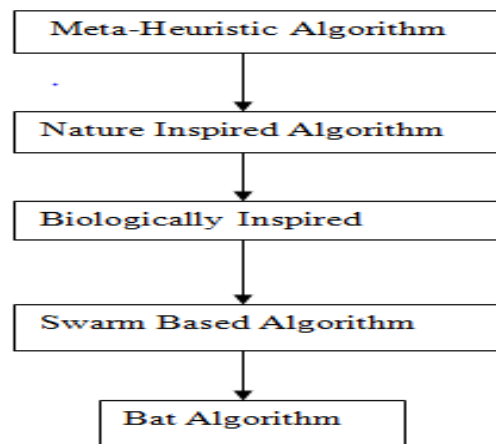 Meta-Heuristic Algorithm
Nature Inspired Algorithm
Biologically Inspired
Swarm Based Algorithm
Bat Algorithm